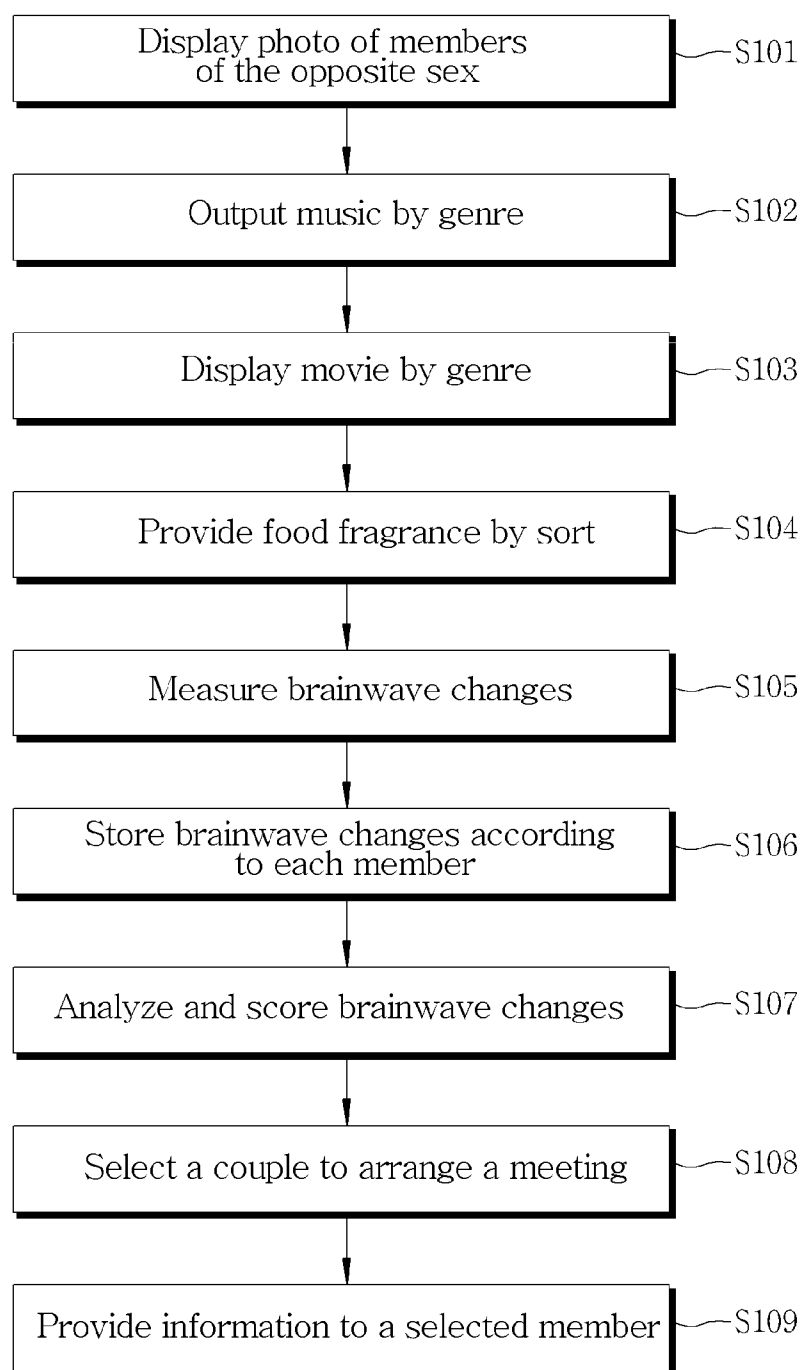 Display photo of members
of the opposite sex
S101
Output music by genre
S102
Display movie by genre
S103
Provide food fragrance by sort
S104
Measure brainwave changes
S105
Store brainwave changes according
to each member
S106
Analyze and score brainwave changes
S107
Select a couple to arrange a meeting
S108
Provide information to a selected member
S109